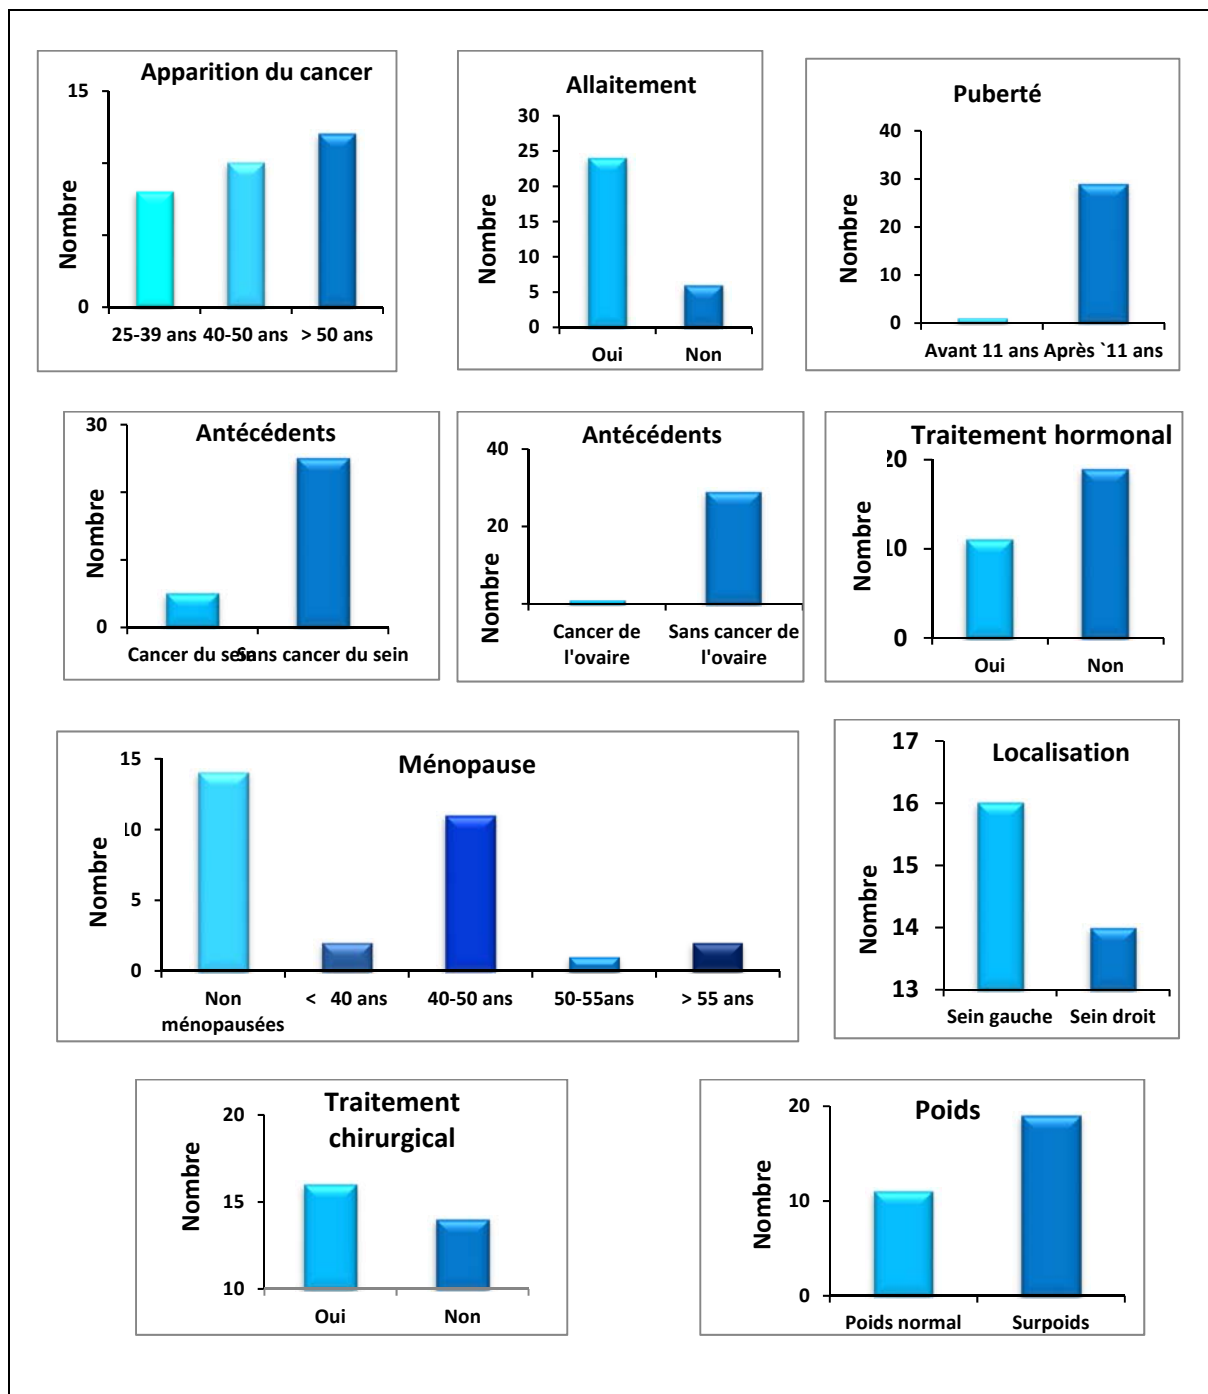 Apparition du cancer
15
0
Nombre
25-39 ans 40-50 ans > 50 ans
Allaitement
30
25
20
15
10
5
0
Nombre
Oui Non
Puberté
40
30
20
10
0
Nombre
Avant 11 ans Après `11 ans
Antécédents
30
0
Nombre
Cancer du sein Sans cancer du sein
Antécédents
40
20
Nombre
Cancer de Sans cancer de
l'ovaire l'ovaire
Traitement hormonal
20
10
0
Nombre
Oui Non
Ménopause
15
10
5
0
Nombre
Non < 40 ans 40-50 ans 50-55ans > 55 ans
ménopausées
Localisation
17
16
15
14
13
Nombre
Sein gauche Sein droit
Traitement
chirurgical
20
15
10
Nombre
Oui Non
Poids
20
10
0
Nombre
Poids normal Surpoids